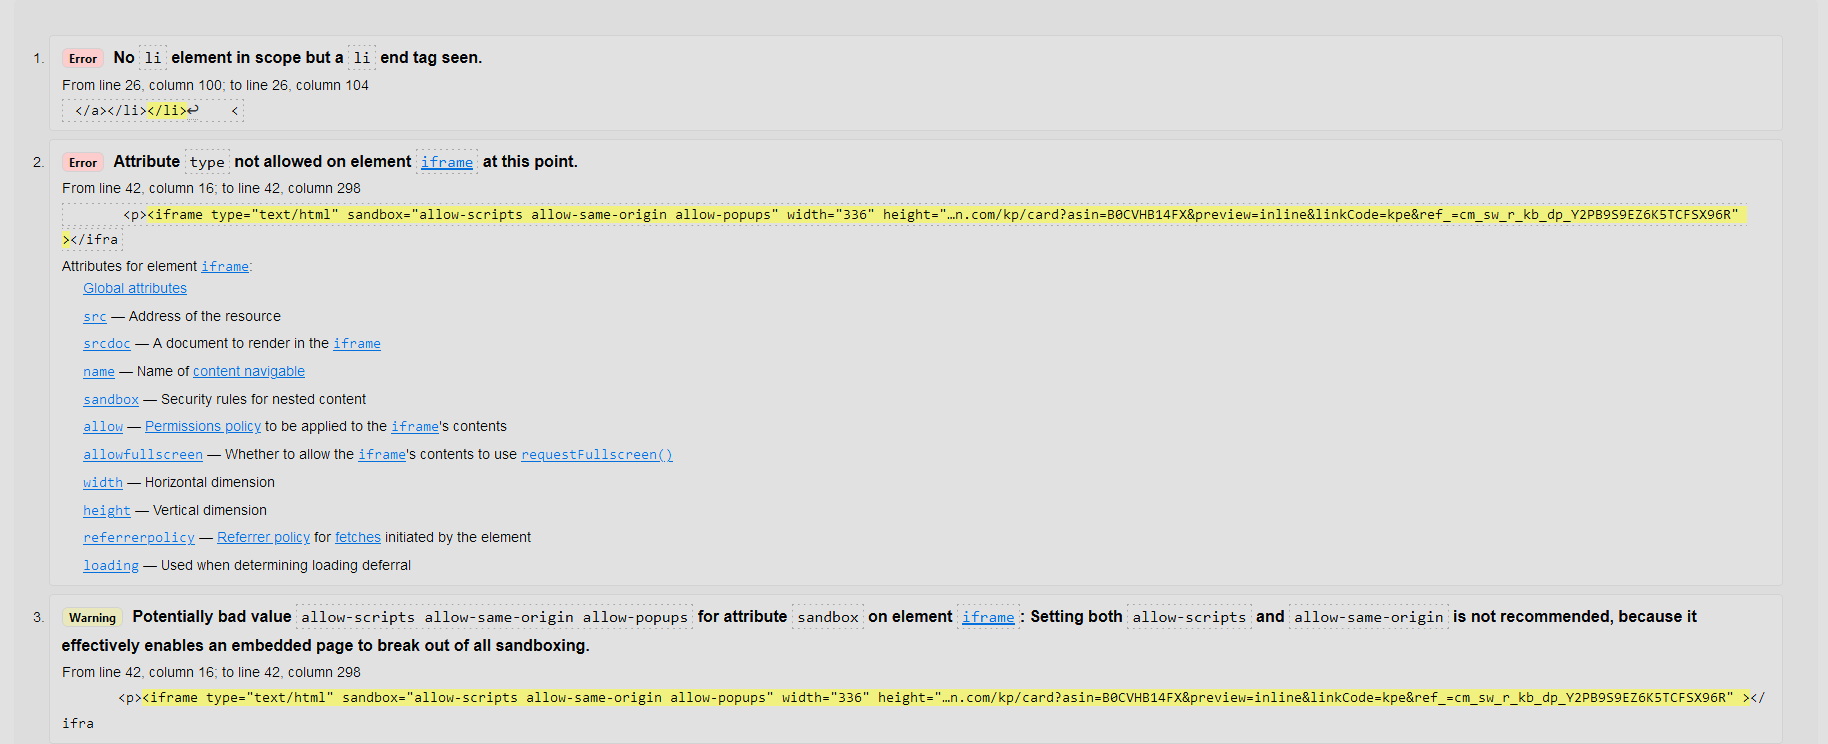 1. Error No li element in scope but a li end tag seen.
From line 26, column 100; to line 26, column 104
</a></li></li>↩ <
2. Error Attribute type not allowed on element iframe at this point.
From line 42, column 16; to line 42, column 298
<p><iframe type="text/html" sandbox="allow-scripts allow-same-origin allow-popups" width="336" height="…n.com/kp/card?asin=B0CVHB14FX&preview=inline&linkCode=kpe&ref_=cm_sw_r_kb_dp_Y2PB9S9EZ6K5TCFSX96R"
></ifra
Attributes for element iframe:
Global attributes
src — Address of the resource
srcdoc — A document to render in the iframe
name — Name of content navigable
sandbox — Security rules for nested content
allow — Permissions policy to be applied to the iframe's contents
allowfullscreen — Whether to allow the iframe's contents to use requestFullscreen()
width — Horizontal dimension
height — Vertical dimension
referrerpolicy — Referrer policy for fetches initiated by the element
loading — Used when determining loading deferral
3. Warning Potentially bad value allow-scripts allow-same-origin allow-popups for attribute sandbox on element iframe: Setting both allow-scripts and allow-same-origin is not recommended, because it
effectively enables an embedded page to break out of all sandboxing.
From line 42, column 16; to line 42, column 298
<p><iframe type="text/html" sandbox="allow-scripts allow-same-origin allow-popups" width="336" height="…n.com/kp/card?asin=B0CVHB14FX&preview=inline&linkCode=kpe&ref_=cm_sw_r_kb_dp_Y2PB9S9EZ6K5TCFSX96R" ></
ifra